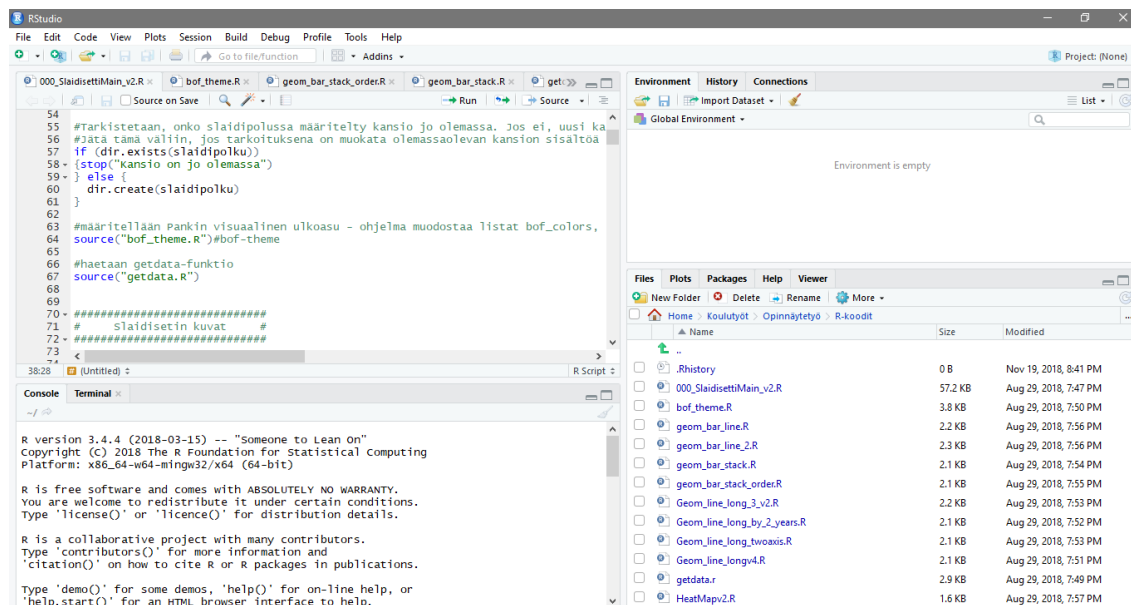 RStudio
File Edit Code View Plots Session Build Debug Profile Tools Help
Go to file/function Addins Project: (None)
000_SlaidisettiMain_v2.R bof_theme.R geom_bar_stack_order.R geom_bar_stack.R getc
Source on Save Run Source
54
55 #Tarkistetaan, onko slaidipolussa määritelty kansio jo olemassa. Jos ei, uusi ka
56 #Jätä tämä väliin, jos tarkoituksena on muokata olemassaolevan kansion sisältöä
57 if (dir.exists(slaidipolku))
58 {stop("Kansio on jo olemassa")
59 } else {
60 dir.create(slaidipolku)
61 }
62
63 #määritellään Pankin visuaalinen ulkoasu - ohjelma muodostaa listat bof_colors,
64 source("bof_theme.R")#bof-theme
65
66 #haetaan getdata-funktio
67 source("getdata.R")
68
69
70 #############################
71 # Slaidisetin kuvat #
72 #############################
73
74
38:28 (Untitled) R Script
Console Terminal
~/
R version 3.4.4 (2018-03-15) -- "Someone to Lean On"
Copyright (C) 2018 The R Foundation for Statistical Computing
Platform: x86_64-w64-mingw32/x64 (64-bit)
R is free software and comes with ABSOLUTELY NO WARRANTY.
You are welcome to redistribute it under certain conditions.
Type 'license()' or 'licence()' for distribution details.
R is a collaborative project with many contributors.
Type 'contributors()' for more information and
'citation()' on how to cite R or R packages in publications.
Type 'demo()' for some demos, 'help()' for on-line help, or
'help.start()' for an HTML browser interface to help.
Environment History Connections
Import Dataset List
Global Environment
Environment is empty
Files Plots Packages Help Viewer
New Folder Delete Rename More
Home > Koulutyöt > Opinnäytetyö > R-koodit ...
Name Size Modified
..
.Rhistory 0 B Nov 19, 2018, 8:41 PM
000_SlaidisettiMain_v2.R 57.2 KB Aug 29, 2018, 7:47 PM
bof_theme.R 3.8 KB Aug 29, 2018, 7:50 PM
geom_bar_line.R 2.2 KB Aug 29, 2018, 7:56 PM
geom_bar_line_2.R 2.3 KB Aug 29, 2018, 7:56 PM
geom_bar_stack.R 2.1 KB Aug 29, 2018, 7:54 PM
geom_bar_stack_order.R 2.1 KB Aug 29, 2018, 7:55 PM
Geom_line_long_3_v2.R 2.2 KB Aug 29, 2018, 7:53 PM
Geom_line_long_by_2_years.R 2.1 KB Aug 29, 2018, 7:52 PM
Geom_line_long_twoaxis.R 2.1 KB Aug 29, 2018, 7:53 PM
Geom_line_longv4.R 2.1 KB Aug 29, 2018, 7:51 PM
getdata.r 2.9 KB Aug 29, 2018, 7:49 PM
HeatMapv2.R 1.6 KB Aug 29, 2018, 7:57 PM